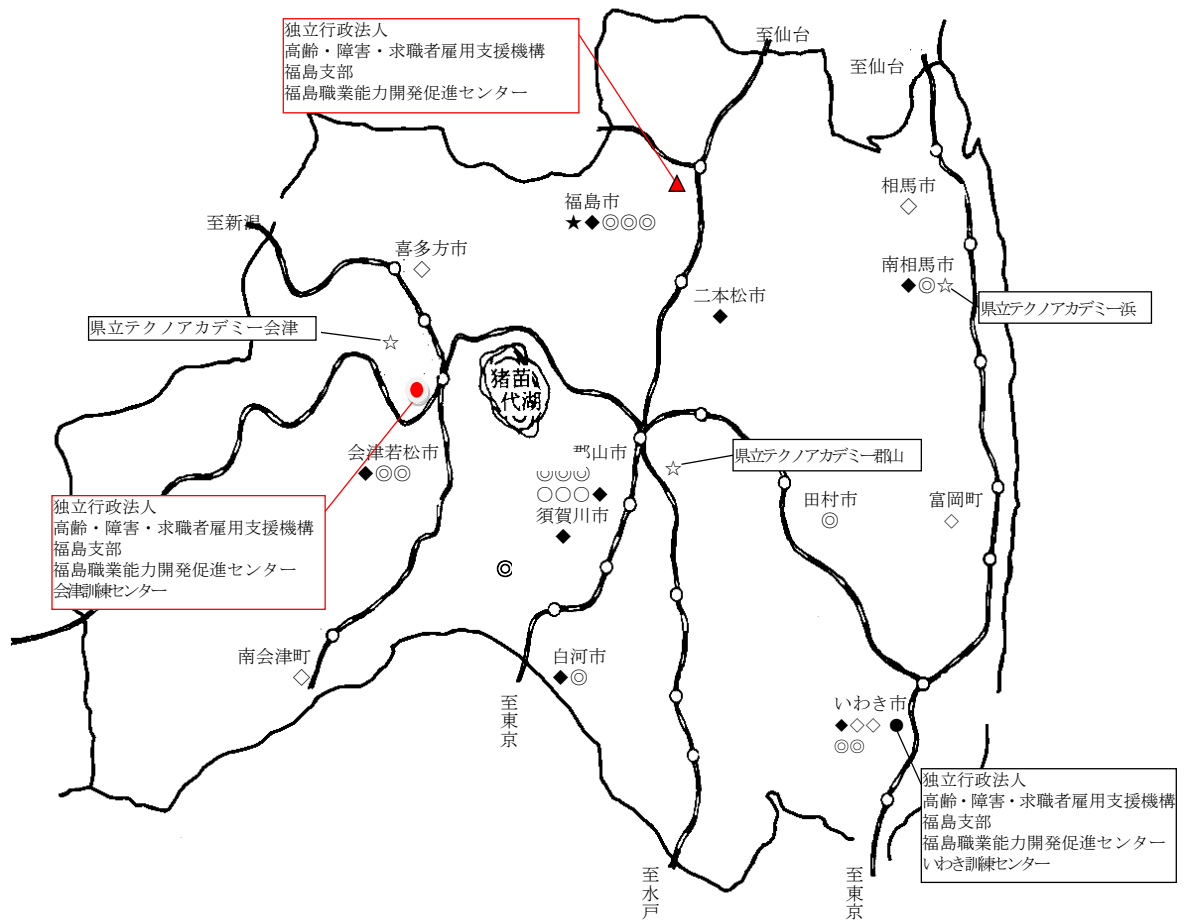 独立行政法人
高齢・障害・求職者雇用支援機構
福島支部
福島職業能力開発促進センター
至仙台
至仙台
相馬市
◇
福島市
★◆◎◎◎
至新潟
喜多方市
◇
南相馬市
◆◎☆
県立テクノアカデミー浜
二本松市
◆
県立テクノアカデミー会津
☆
猪苗
代湖
会津若松市
◆◎◎
郡山市
◎◎◎
○○○◆
☆
県立テクノアカデミー郡山
須賀川市
◆
◎
田村市
◎
富岡町
◇
独立行政法人
高齢・障害・求職者雇用支援機構
福島支部
福島職業能力開発促進センター
会津訓練センター
南会津町
◇
白河市
◆◎
至東京
いわき市
◆◇◇ ●
◎◎
独立行政法人
高齢・障害・求職者雇用支援機構
福島支部
福島職業能力開発促進センター
いわき訓練センター
至水戸
至東京